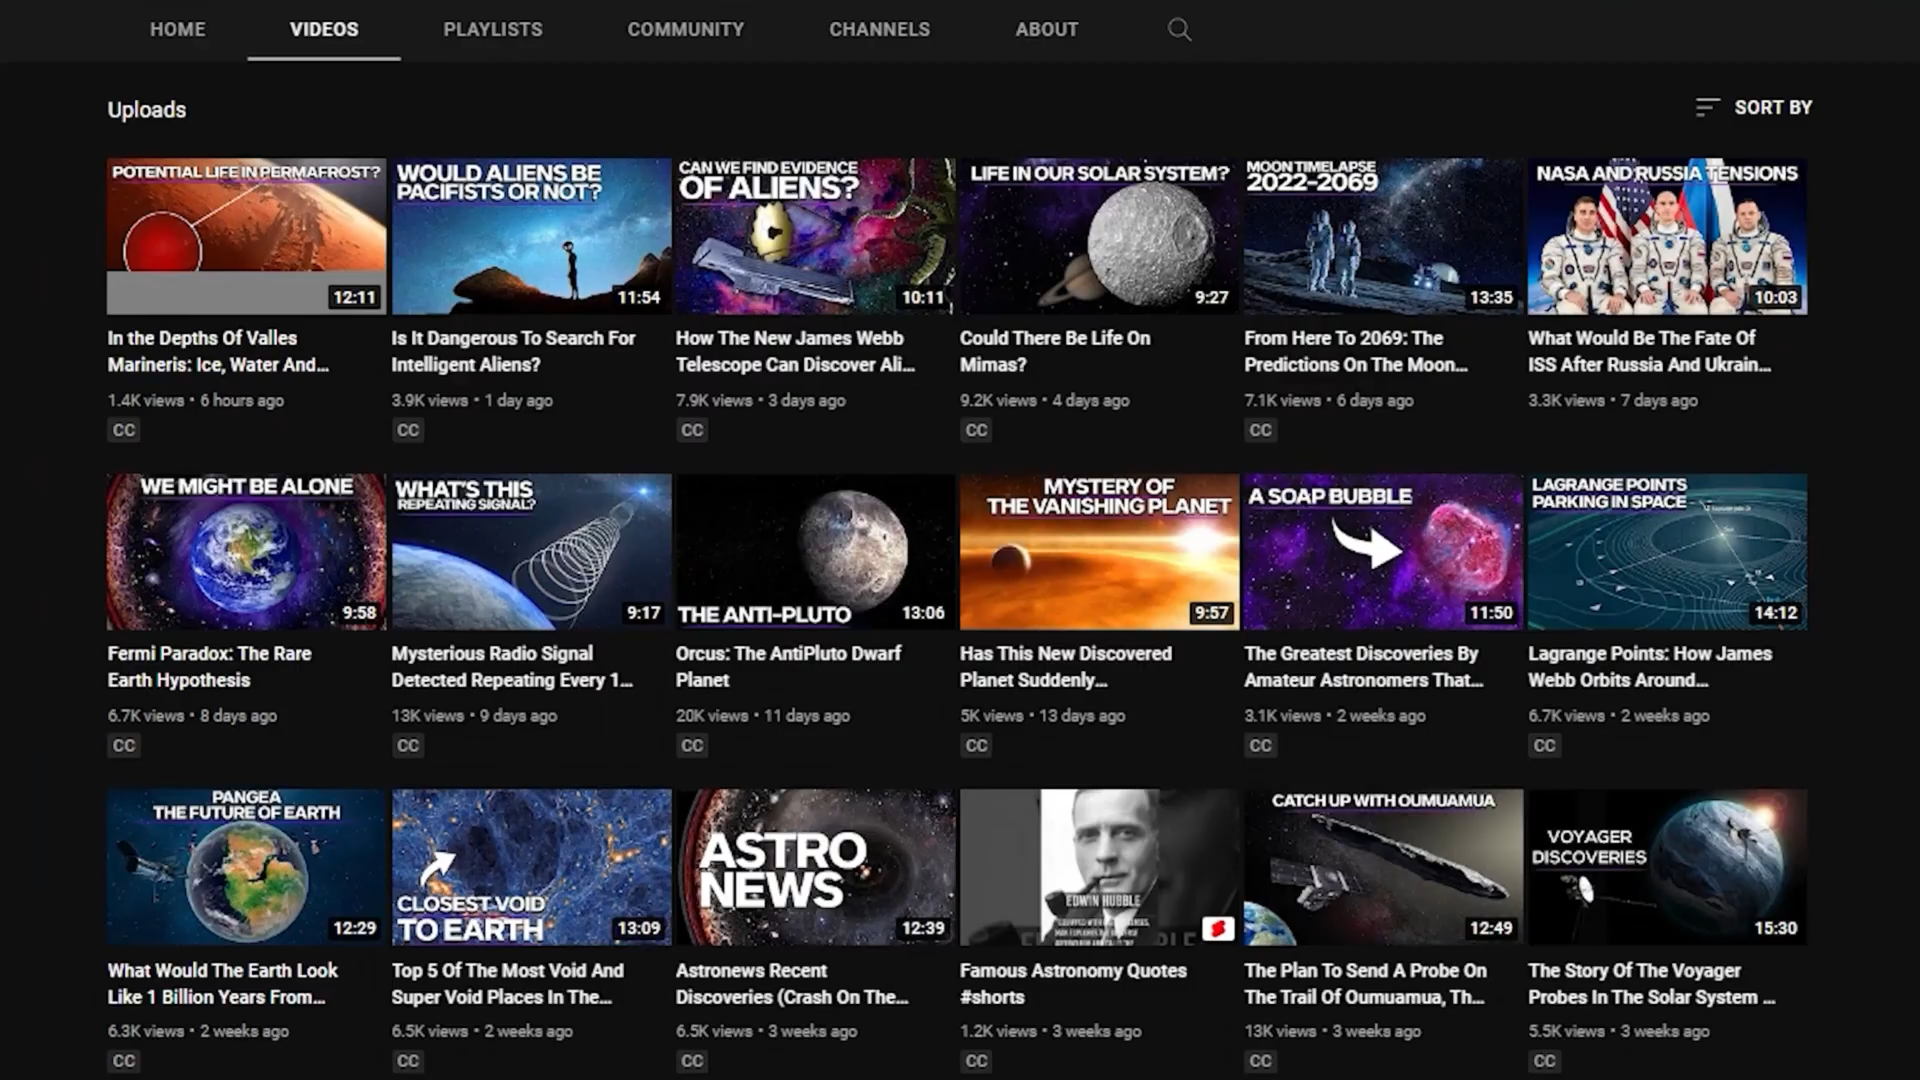 HOME
VIDEOS
PLAYLISTS
COMMUNITY
CHANNELS
ABOUT
Uploads
SORT BY
POTENTIAL LIFE IN PERMAFROST?
12:11
WOULD ALIENS BE
PACIFISTS OR NOT?
11:54
CAN WE FIND EVIDENCE
OF ALIENS?
10:11
LIFE IN OUR SOLAR SYSTEM?
9:27
MOON TIMELAPSE
2022-2069
13:35
NASA AND RUSSIA TENSIONS
10:03
In the Depths Of Valles
Marineris: Ice, Water And...
1.4K views • 6 hours ago
CC
Is It Dangerous To Search For
Intelligent Aliens?
3.9K views • 1 day ago
CC
How The New James Webb
Telescope Can Discover Ali...
7.9K views • 3 days ago
CC
Could There Be Life On
Mimas?
9.2K views • 4 days ago
CC
From Here To 2069: The
Predictions On The Moon...
7.1K views • 6 days ago
CC
What Would Be The Fate Of
ISS After Russia And Ukrain...
3.3K views • 7 days ago
WE MIGHT BE ALONE
9:58
WHAT'S THIS
REPEATING SIGNAL?
9:17
THE ANTI-PLUTO
13:06
MYSTERY OF
THE VANISHING PLANET
9:57
A SOAP BUBBLE
11:50
LAGRANGE POINTS
PARKING IN SPACE
14:12
Fermi Paradox: The Rare
Earth Hypothesis
6.7K views • 8 days ago
CC
Mysterious Radio Signal
Detected Repeating Every 1...
13K views • 9 days ago
CC
Orcus: The AntiPluto Dwarf
Planet
20K views • 11 days ago
CC
Has This New Discovered
Planet Suddenly...
5K views • 13 days ago
CC
The Greatest Discoveries By
Amateur Astronomers That...
3.1K views • 2 weeks ago
CC
Lagrange Points: How James
Webb Orbits Around...
6.7K views • 2 weeks ago
CC
PANGEA
THE FUTURE OF EARTH
12:29
CLOSEST VOID
TO EARTH
13:09
ASTRO
NEWS
12:39
EDWIN HUBBLE
CATCH UP WITH OUMUAMUA
12:49
VOYAGER
DISCOVERIES
15:30
What Would The Earth Look
Like 1 Billion Years From...
6.3K views • 2 weeks ago
CC
Top 5 Of The Most Void And
Super Void Places In The...
6.5K views • 2 weeks ago
CC
Astronews Recent
Discoveries (Crash On The...
6.5K views • 3 weeks ago
CC
Famous Astronomy Quotes
#shorts
1.2K views • 3 weeks ago
CC
The Plan To Send A Probe On
The Trail Of Oumuamua, Th...
13K views • 3 weeks ago
CC
The Story Of The Voyager
Probes In The Solar System ...
5.5K views • 3 weeks ago
CC